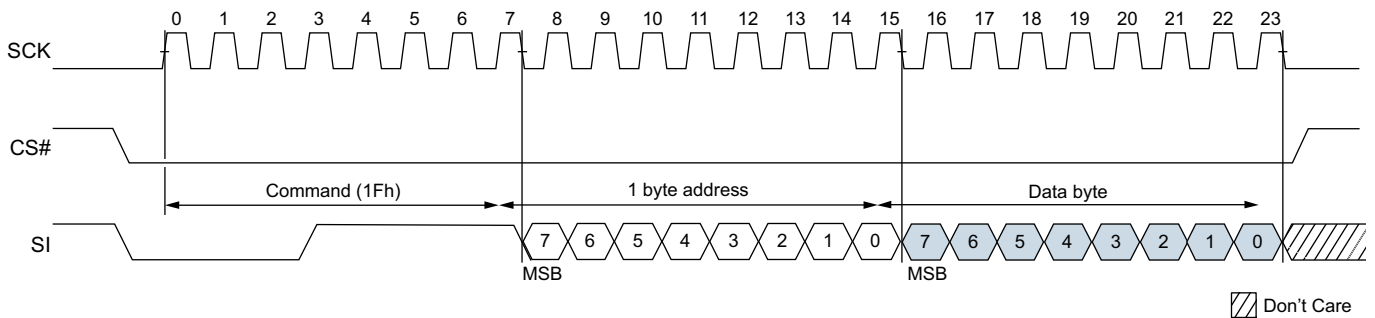 0 1 2 3 4 5 6 7 8 9 10 11 12 13 14 15 16 17 18 19 20 21 22 23
SCK
CS#
Command (1Fh) 1 byte address Data byte
SI 7 6 5 4 3 2 1 0 7 6 5 4 3 2 1 0
MSB MSB
Don't Care